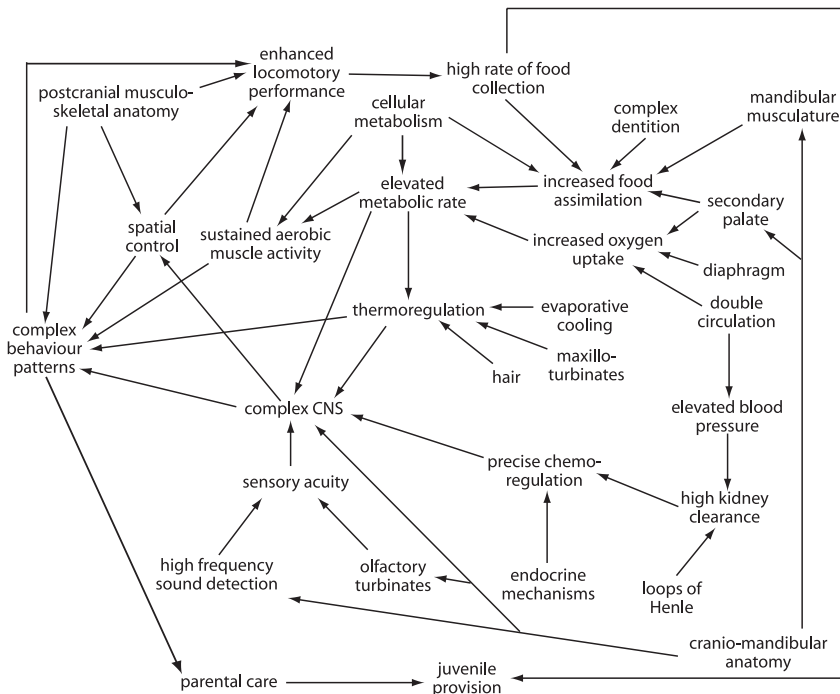 enhanced
locomotory
performance
high rate of food
collection
postcranial musculo-
skeletal anatomy
cellular
metabolism
complex
dentition
mandibular
musculature
elevated
metabolic rate
increased food
assimilation
secondary
palate
spatial
control
sustained aerobic
muscle activity
increased oxygen
uptake
diaphragm
complex
behaviour
patterns
thermoregulation
evaporative
cooling
double
circulation
hair
maxillo-
turbinates
complex CNS
elevated blood
pressure
sensory acuity
precise chemo-
regulation
high kidney
clearance
high frequency
sound detection
olfactory
turbinates
endocrine
mechanisms
loops of
Henle
cranio-mandibular
anatomy
parental care
juvenile
provision